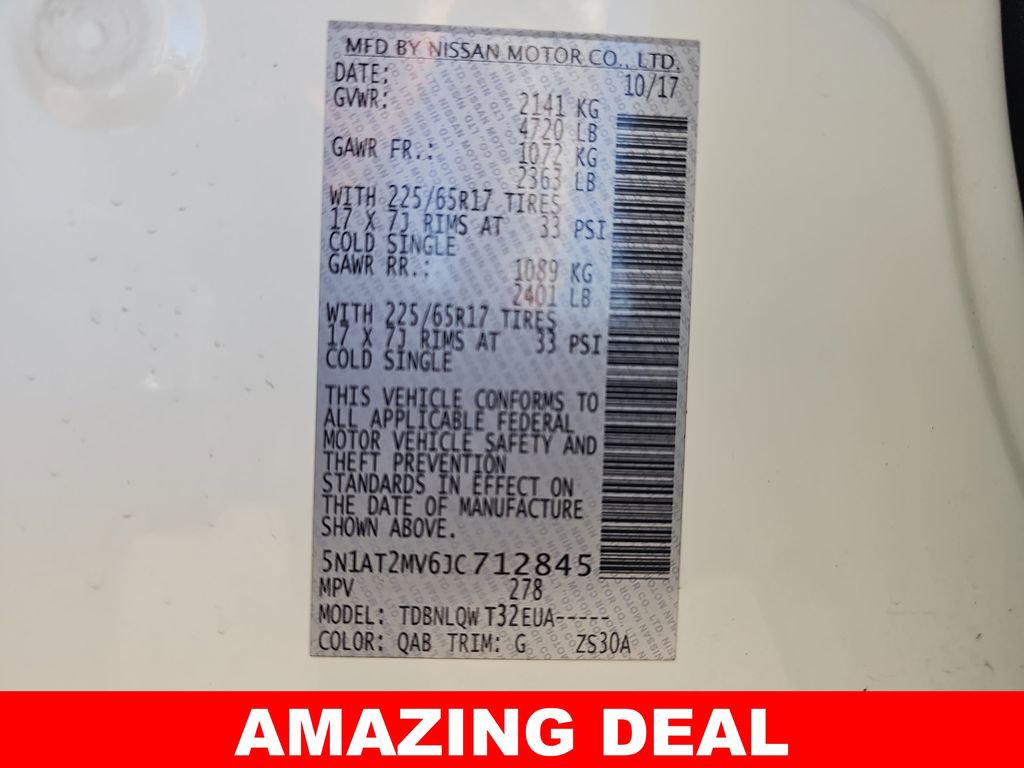 MFD BY NISSAN MOTOR CO., LTD.
DATE: 10/17
GVWR: 2141 KG
4720 LB
GAWR FR.: 1072 KG
2363 LB
WITH 225/65R17 TIRES
17 X 7J RIMS AT 33 PSI
COLD SINGLE
GAWR RR.: 1089 KG
2401 LB
WITH 225/65R17 TIRES
17 X 7J RIMS AT 33 PSI
COLD SINGLE
THIS VEHICLE CONFORMS TO
ALL APPLICABLE FEDERAL
MOTOR VEHICLE SAFETY AND
THEFT PREVENTION
STANDARDS IN EFFECT ON
THE DATE OF MANUFACTURE
SHOWN ABOVE.
5N1AT2MV6JC712845
MPV 278
MODEL: TDBNLQW T32EUA-----
COLOR: QAB TRIM: G ZS30A
AMAZING DEAL